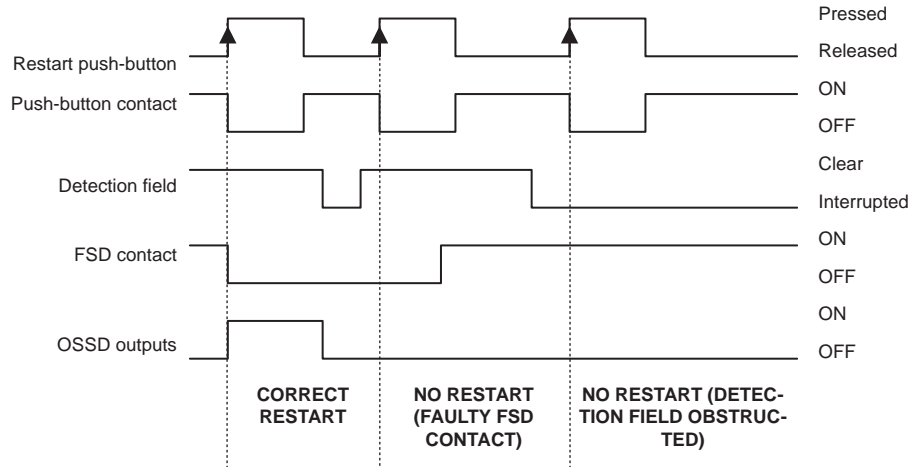 Pressed
Restart push-button
Released
Push-button contact
ON
OFF
Detection field
Clear
Interrupted
FSD contact
ON
OFF
OSSD outputs
ON
OFF
CORRECT
RESTART
NO RESTART
(FAULTY FSD
CONTACT)
NO RESTART (DETEC-
TION FIELD OBSTRUC-
TED)